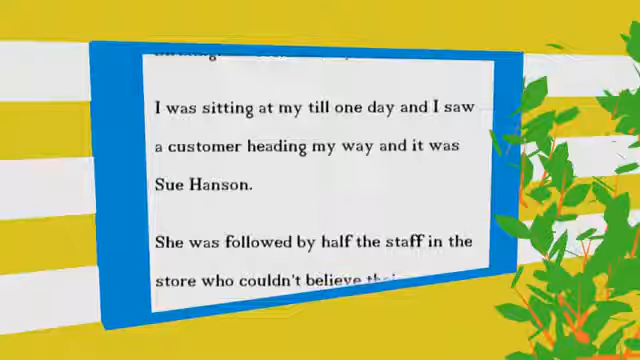 I was sitting at my till one day and I saw
a customer heading my way and it was
Sue Hanson.
She was followed by half the staff in the
store who couldn't believe